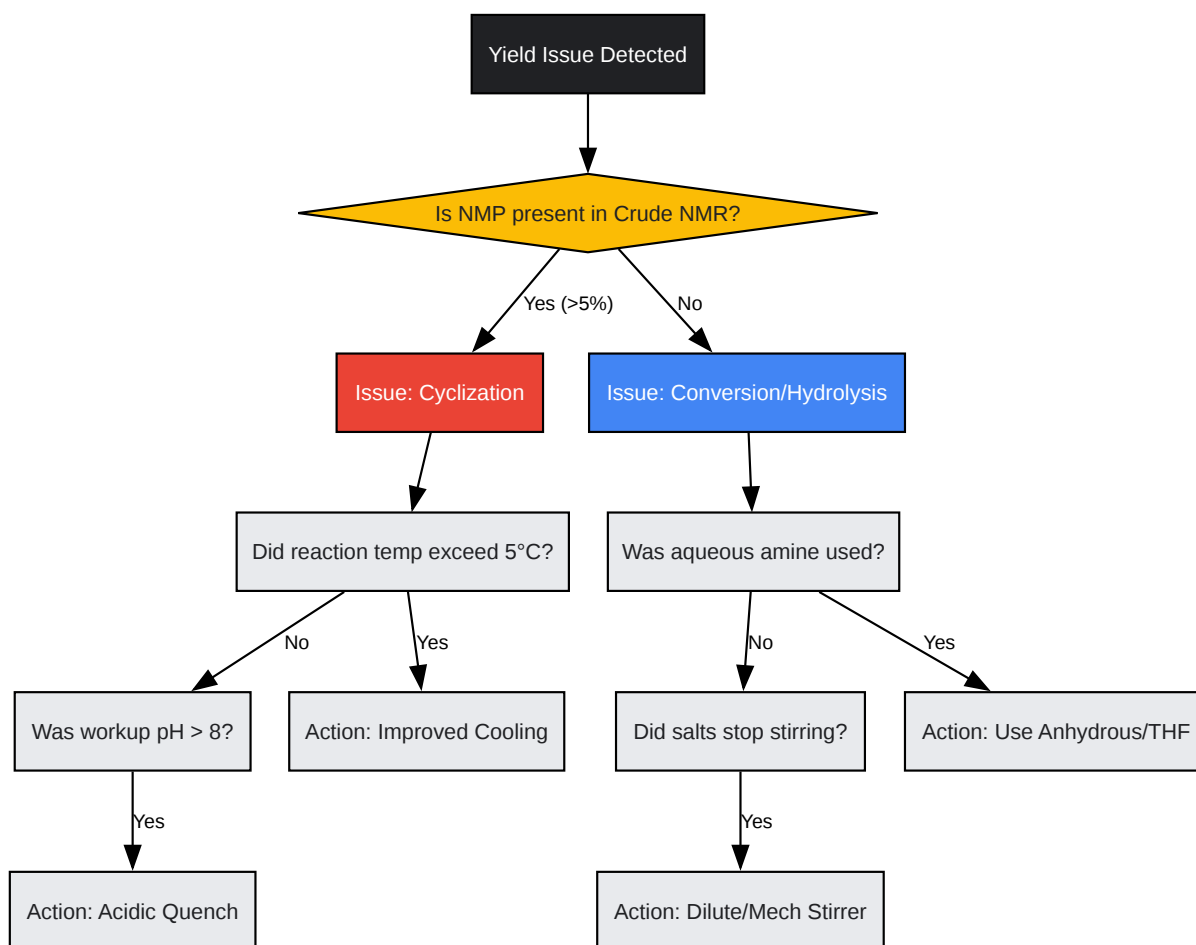 Yield Issue Detected
Is NMP present in Crude NMR?
Yes (>5%)
No
Issue: Cyclization
Issue: Conversion/Hydrolysis
Did reaction temp exceed 5°C?
Was aqueous amine used?
No
Yes
No
Yes
Was workup pH > 8?
Action: Improved Cooling
Did salts stop stirring?
Action: Use Anhydrous/THF
Yes
Yes
Action: Acidic Quench
Action: Dilute/Mech Stirrer